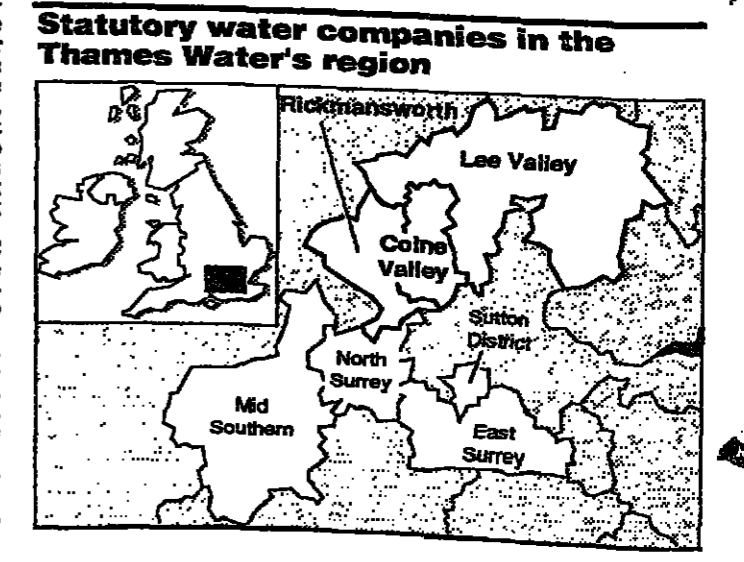 Statutory water companies in the
Thames Water's region
Rickmansworth
Lee Valley
Colne
Valley
Sutton
District
North
Surrey
Mid
Southern
East
Surrey